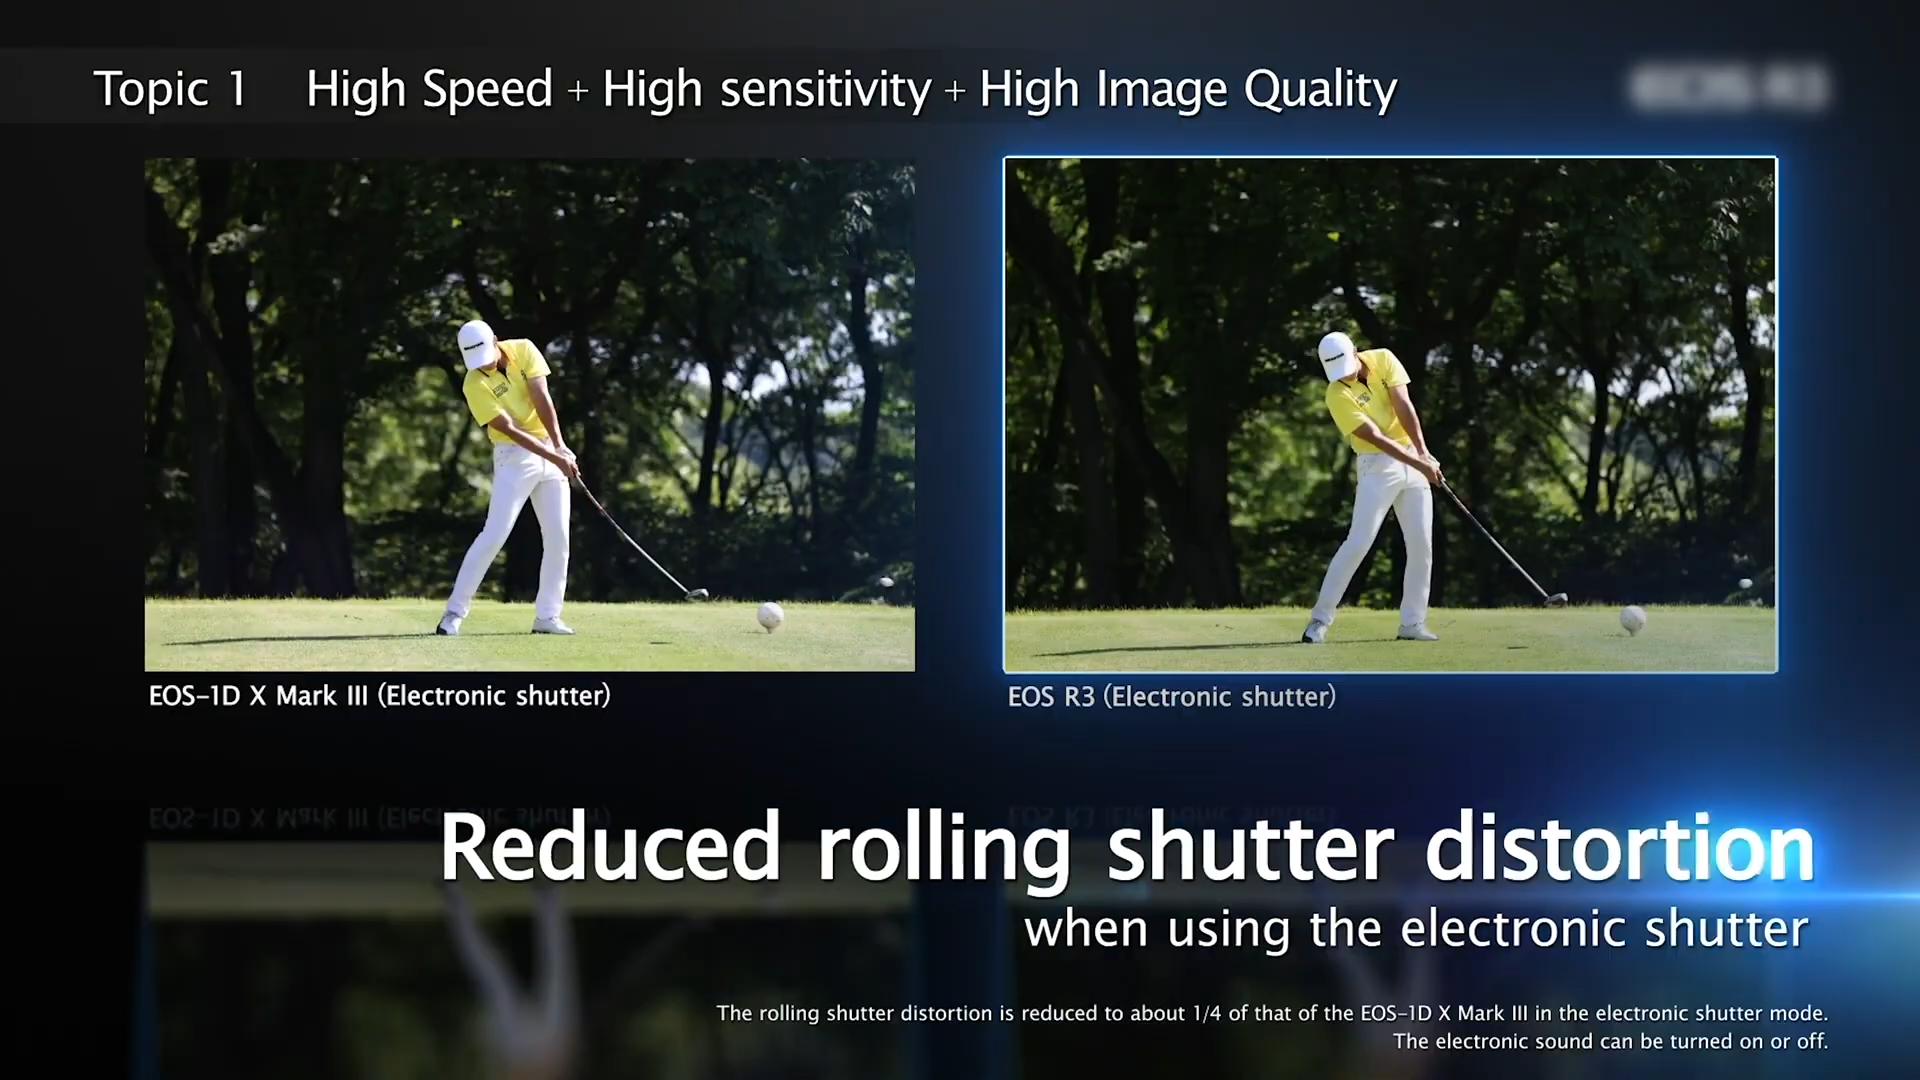 Topic 1 High Speed + High sensitivity + High Image Quality
EOS R3
EOS-1D X Mark III (Electronic shutter)
EOS R3 (Electronic shutter)
Reduced rolling shutter distortion
when using the electronic shutter
The rolling shutter distortion is reduced to about 1/4 of that of the EOS-1D X Mark III in the electronic shutter mode.
The electronic sound can be turned on or off.